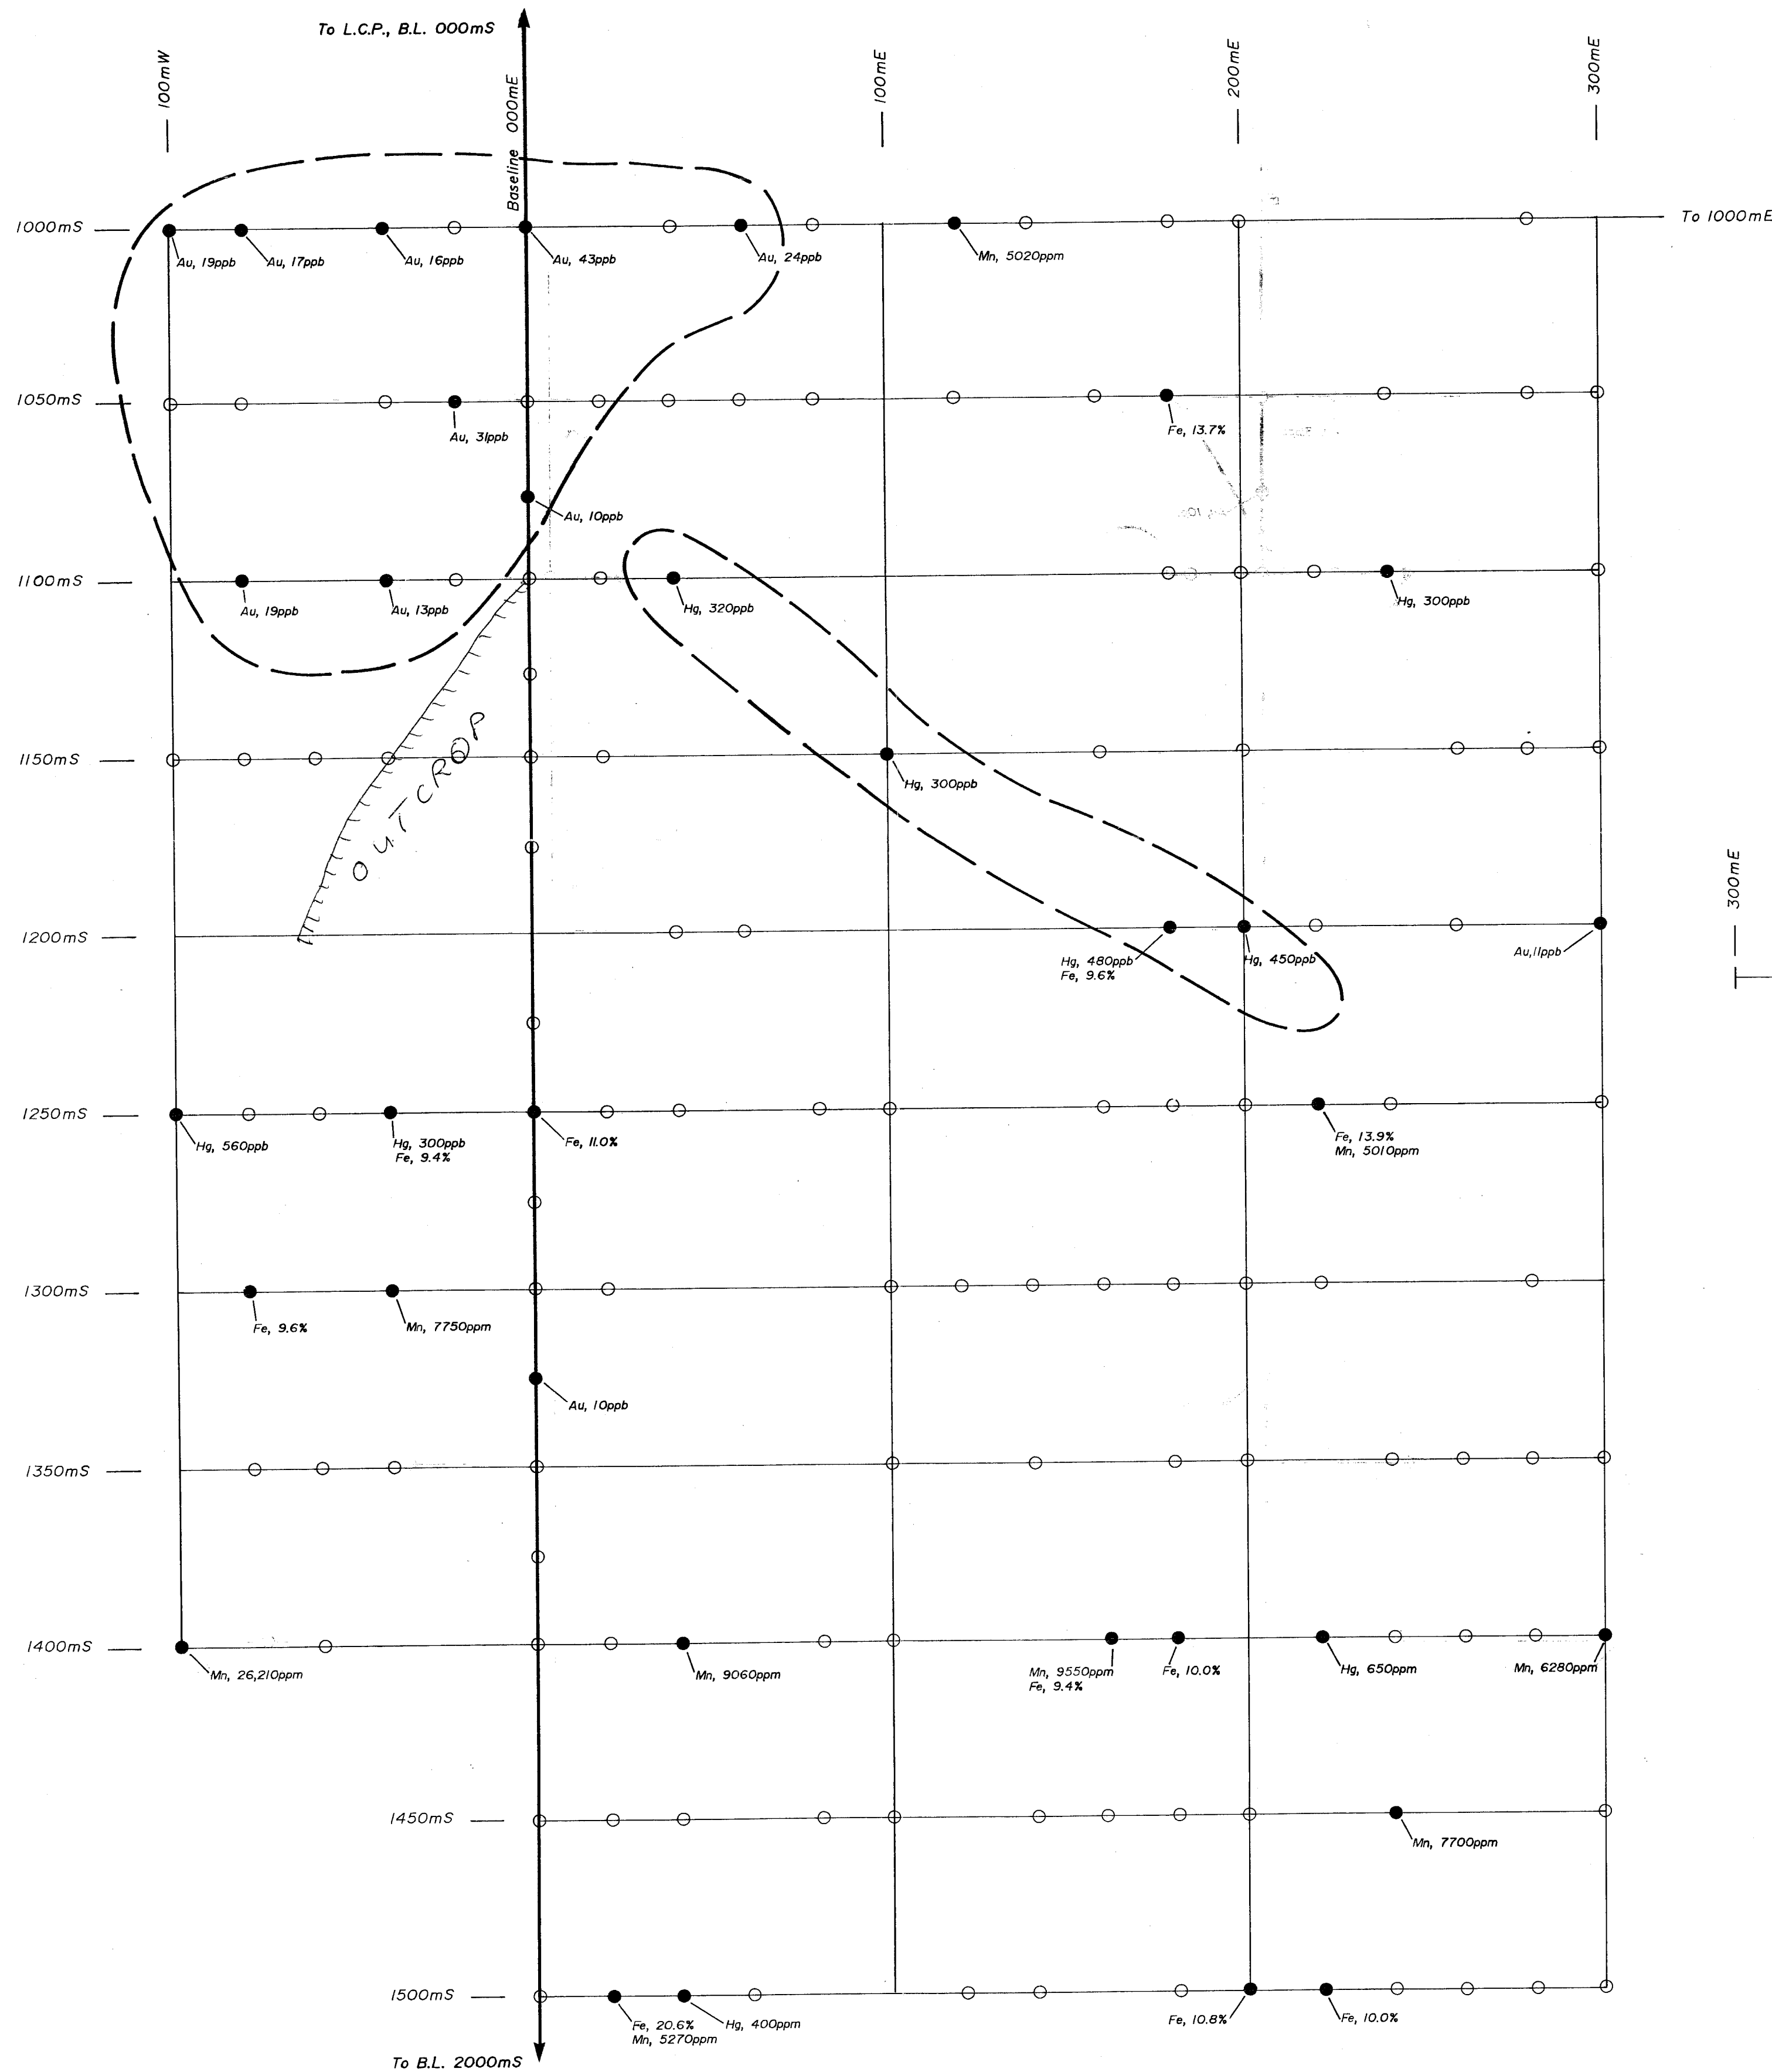 To L.C.P., B.L. 000mS
100mW
Baseline 000mE
100mE
200mE
300mE
1000mS
To 1000mE
Au, 19ppb
Au, 17ppb
Au, 16ppb
Au, 43ppb
Au, 24ppb
Mn, 5020ppm
1050mS
Au, 31ppb
Fe, 13.7%
Au, 10ppb
1100mS
Au, 19ppb
Au, 13ppb
Hg, 320ppb
Hg, 300ppb
OUTCROP
1150mS
Hg, 300ppb
300mE
1200mS
Hg, 480ppb
Fe, 9.6%
Hg, 450ppb
Au, 11ppb
1250mS
Hg, 560ppb
Hg, 300ppb
Fe, 9.4%
Fe, 11.0%
Fe, 13.9%
Mn, 5010ppm
1300mS
Fe, 9.6%
Mn, 7750ppm
Au, 10ppb
1350mS
1400mS
Mn, 26,210ppm
Mn, 9060ppm
Mn, 9550ppm
Fe, 9.4%
Fe, 10.0%
Hg, 650ppm
Mn, 6280ppm
1450mS
Mn, 7700ppm
1500mS
Fe, 20.6%
Mn, 5270ppm
Hg, 400ppm
Fe, 10.8%
Fe, 10.0%
To B.L. 2000mS